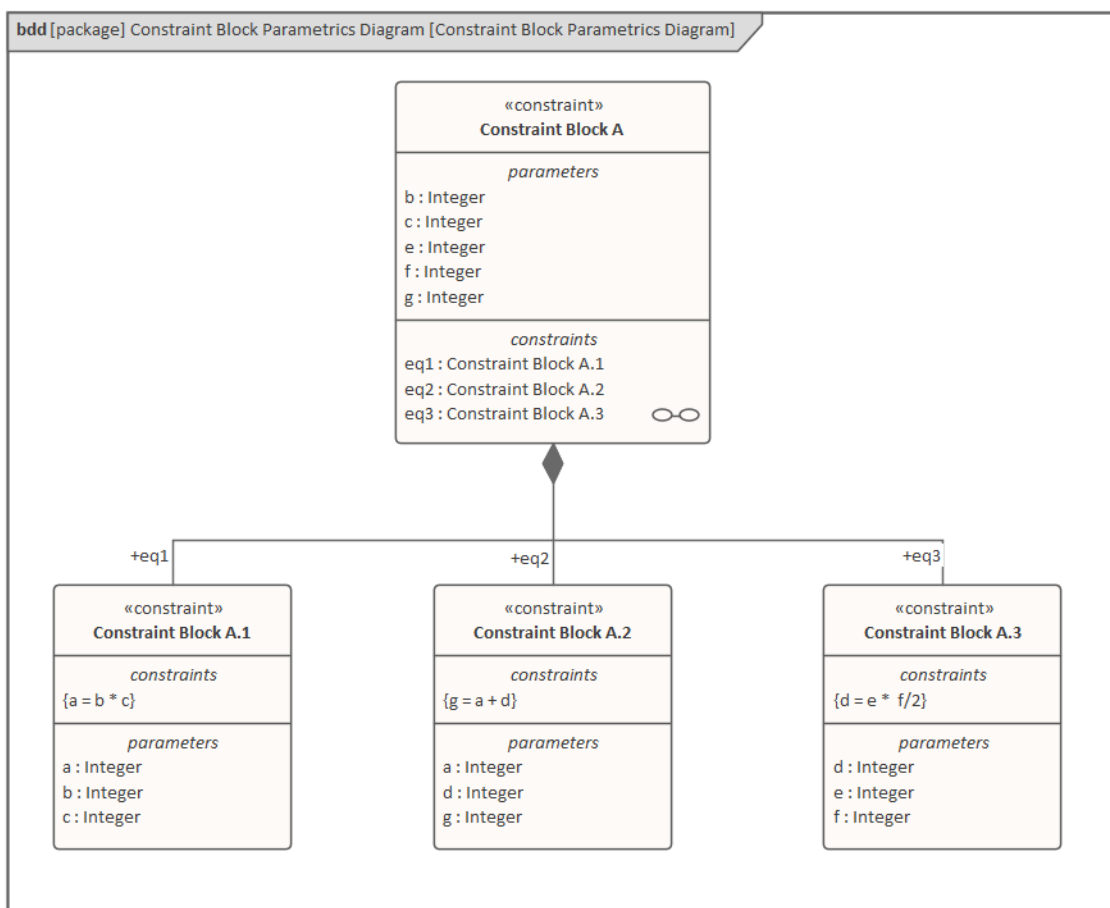 bdd [package] Constraint Block Parametrics Diagram [Constraint Block Parametrics Diagram]
«constraint»
Constraint Block A
parameters
b : Integer
c : Integer
e : Integer
f : Integer
g : Integer
constraints
eq1 : Constraint Block A.1
eq2 : Constraint Block A.2
eq3 : Constraint Block A.3
+eq1
+eq2
+eq3
«constraint»
Constraint Block A.1
constraints
{a = b * c}
parameters
a : Integer
b : Integer
c : Integer
«constraint»
Constraint Block A.2
constraints
{g = a + d}
parameters
a : Integer
d : Integer
g : Integer
«constraint»
Constraint Block A.3
constraints
{d = e * f/2}
parameters
d : Integer
e : Integer
f : Integer